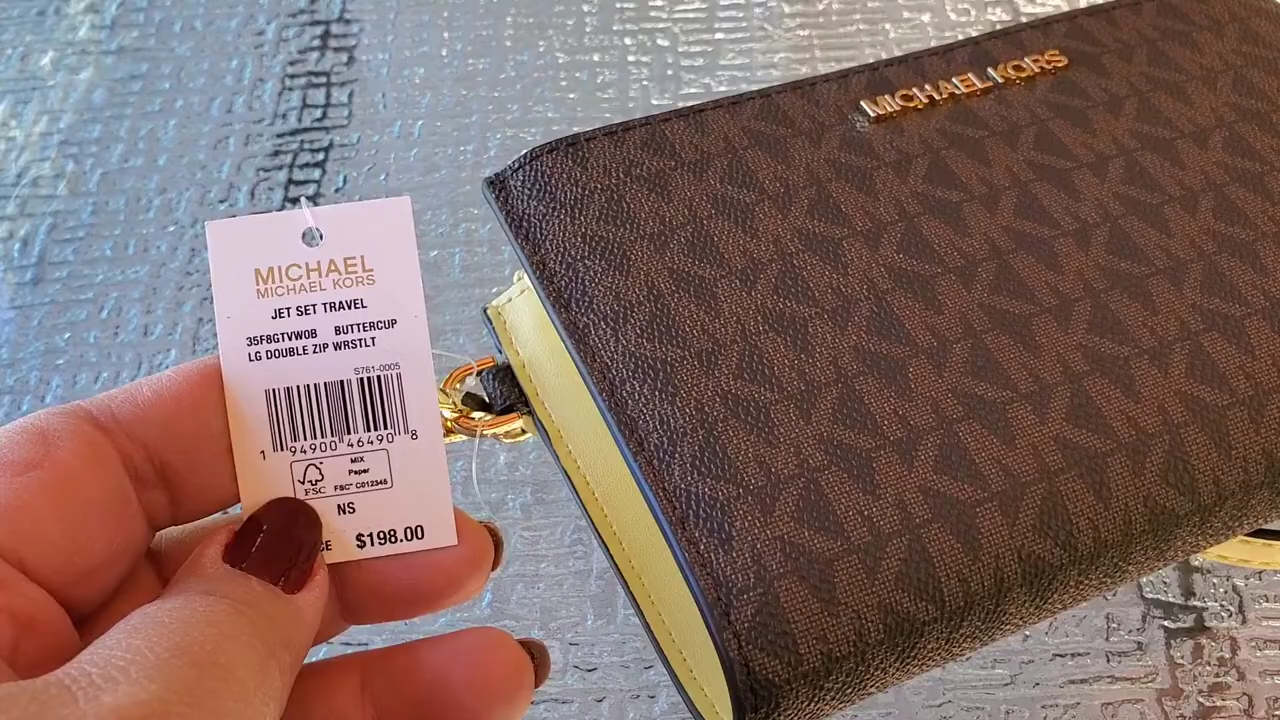 MICHAEL KORS
MICHAEL
MICHAEL KORS
JET SET TRAVEL
35F8GTVW0B BUTTERCUP
LG DOUBLE ZIP WRSTLT
S761-0005
1 94900 46490 8
MIX
Paper
FSC FSC™ C012345
NS
$198.00